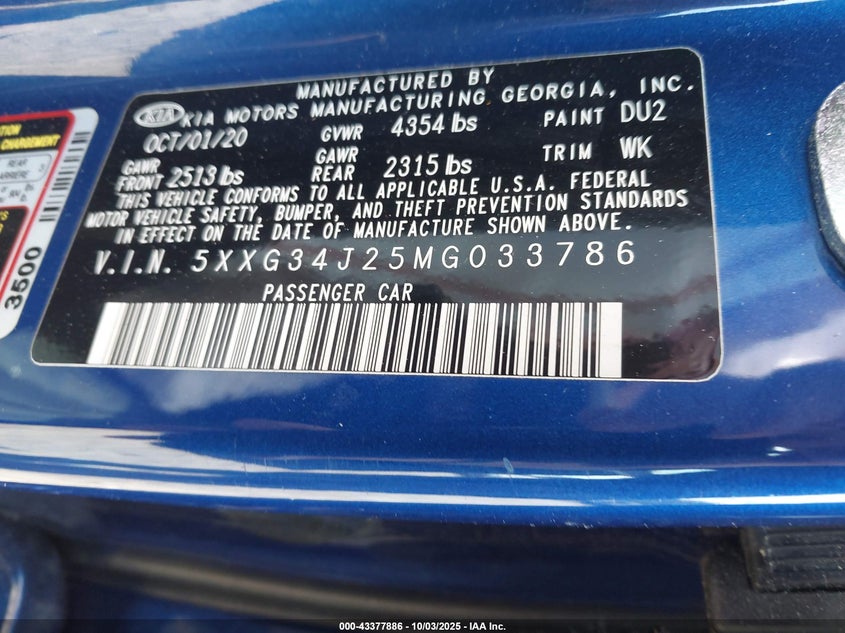 MANUFACTURED BY
KIA KIA MOTORS MANUFACTURING GEORGIA, INC.
OCT/01/20 GVWR 4354 lbs PAINT DU2
GAWR FRONT 2513 lbs GAWR REAR 2315 lbs TRIM WK
THIS VEHICLE CONFORMS TO ALL APPLICABLE U.S.A. FEDERAL
MOTOR VEHICLE SAFETY, BUMPER, AND THEFT PREVENTION STANDARDS
IN EFFECT ON THE DATE OF MANUFACTURE SHOWN ABOVE.
V.I.N. 5XXG34J25MG033786
PASSENGER CAR
REAR
ARRIERE
3500
000-43377886 - 10/03/2025 - IAA Inc.